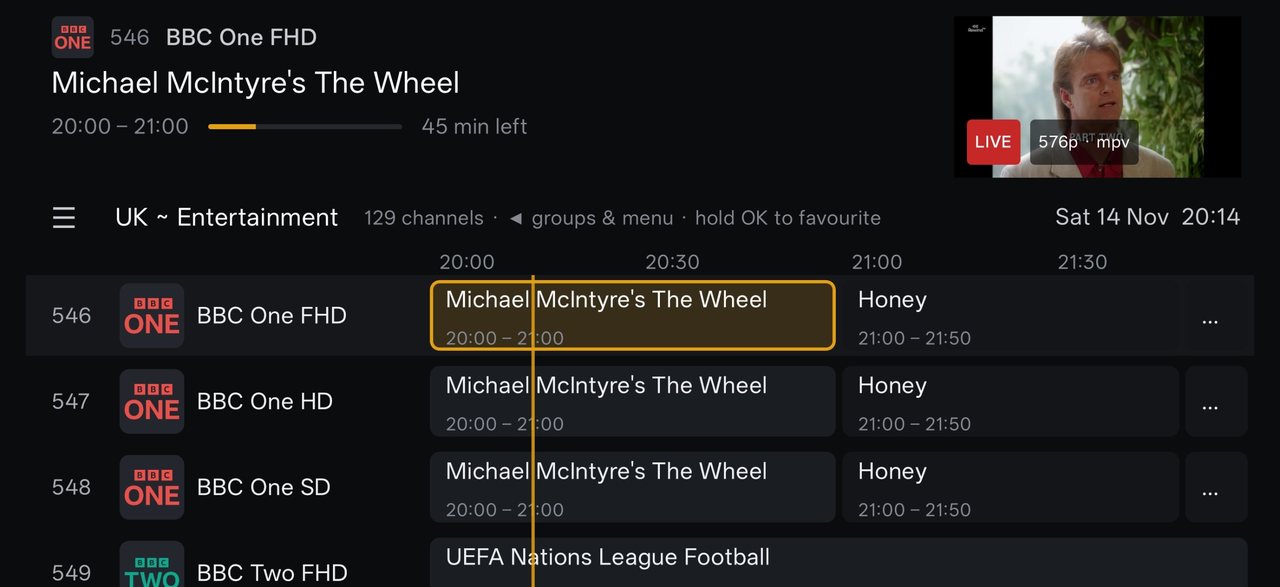 BBC ONE 546 BBC One FHD
Michael McIntyre's The Wheel
20:00 – 21:00 45 min left
Rewind
PART TWO
LIVE 576p · mpv
☰ UK ~ Entertainment 129 channels · ◄ groups & menu · hold OK to favourite Sat 14 Nov 20:14
20:00 20:30 21:00 21:30
546 BBC ONE BBC One FHD
Michael McIntyre's The Wheel
20:00 – 21:00
Honey
21:00 – 21:50
...
547 BBC ONE BBC One HD
Michael McIntyre's The Wheel
20:00 – 21:00
Honey
21:00 – 21:50
...
548 BBC ONE BBC One SD
Michael McIntyre's The Wheel
20:00 – 21:00
Honey
21:00 – 21:50
...
549 BBC TWO BBC Two FHD
UEFA Nations League Football